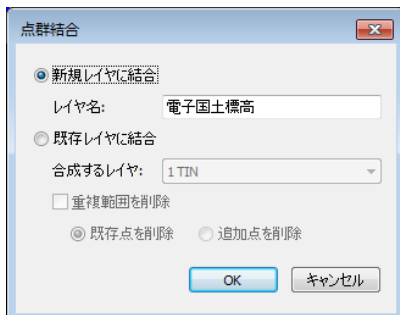 点群結合
新規レイヤに結合
レイヤ名: 電子国土標高
既存レイヤに結合
合成するレイヤ: 1 TIN
重複範囲を削除
既存点を削除 追加点を削除
OK キャンセル